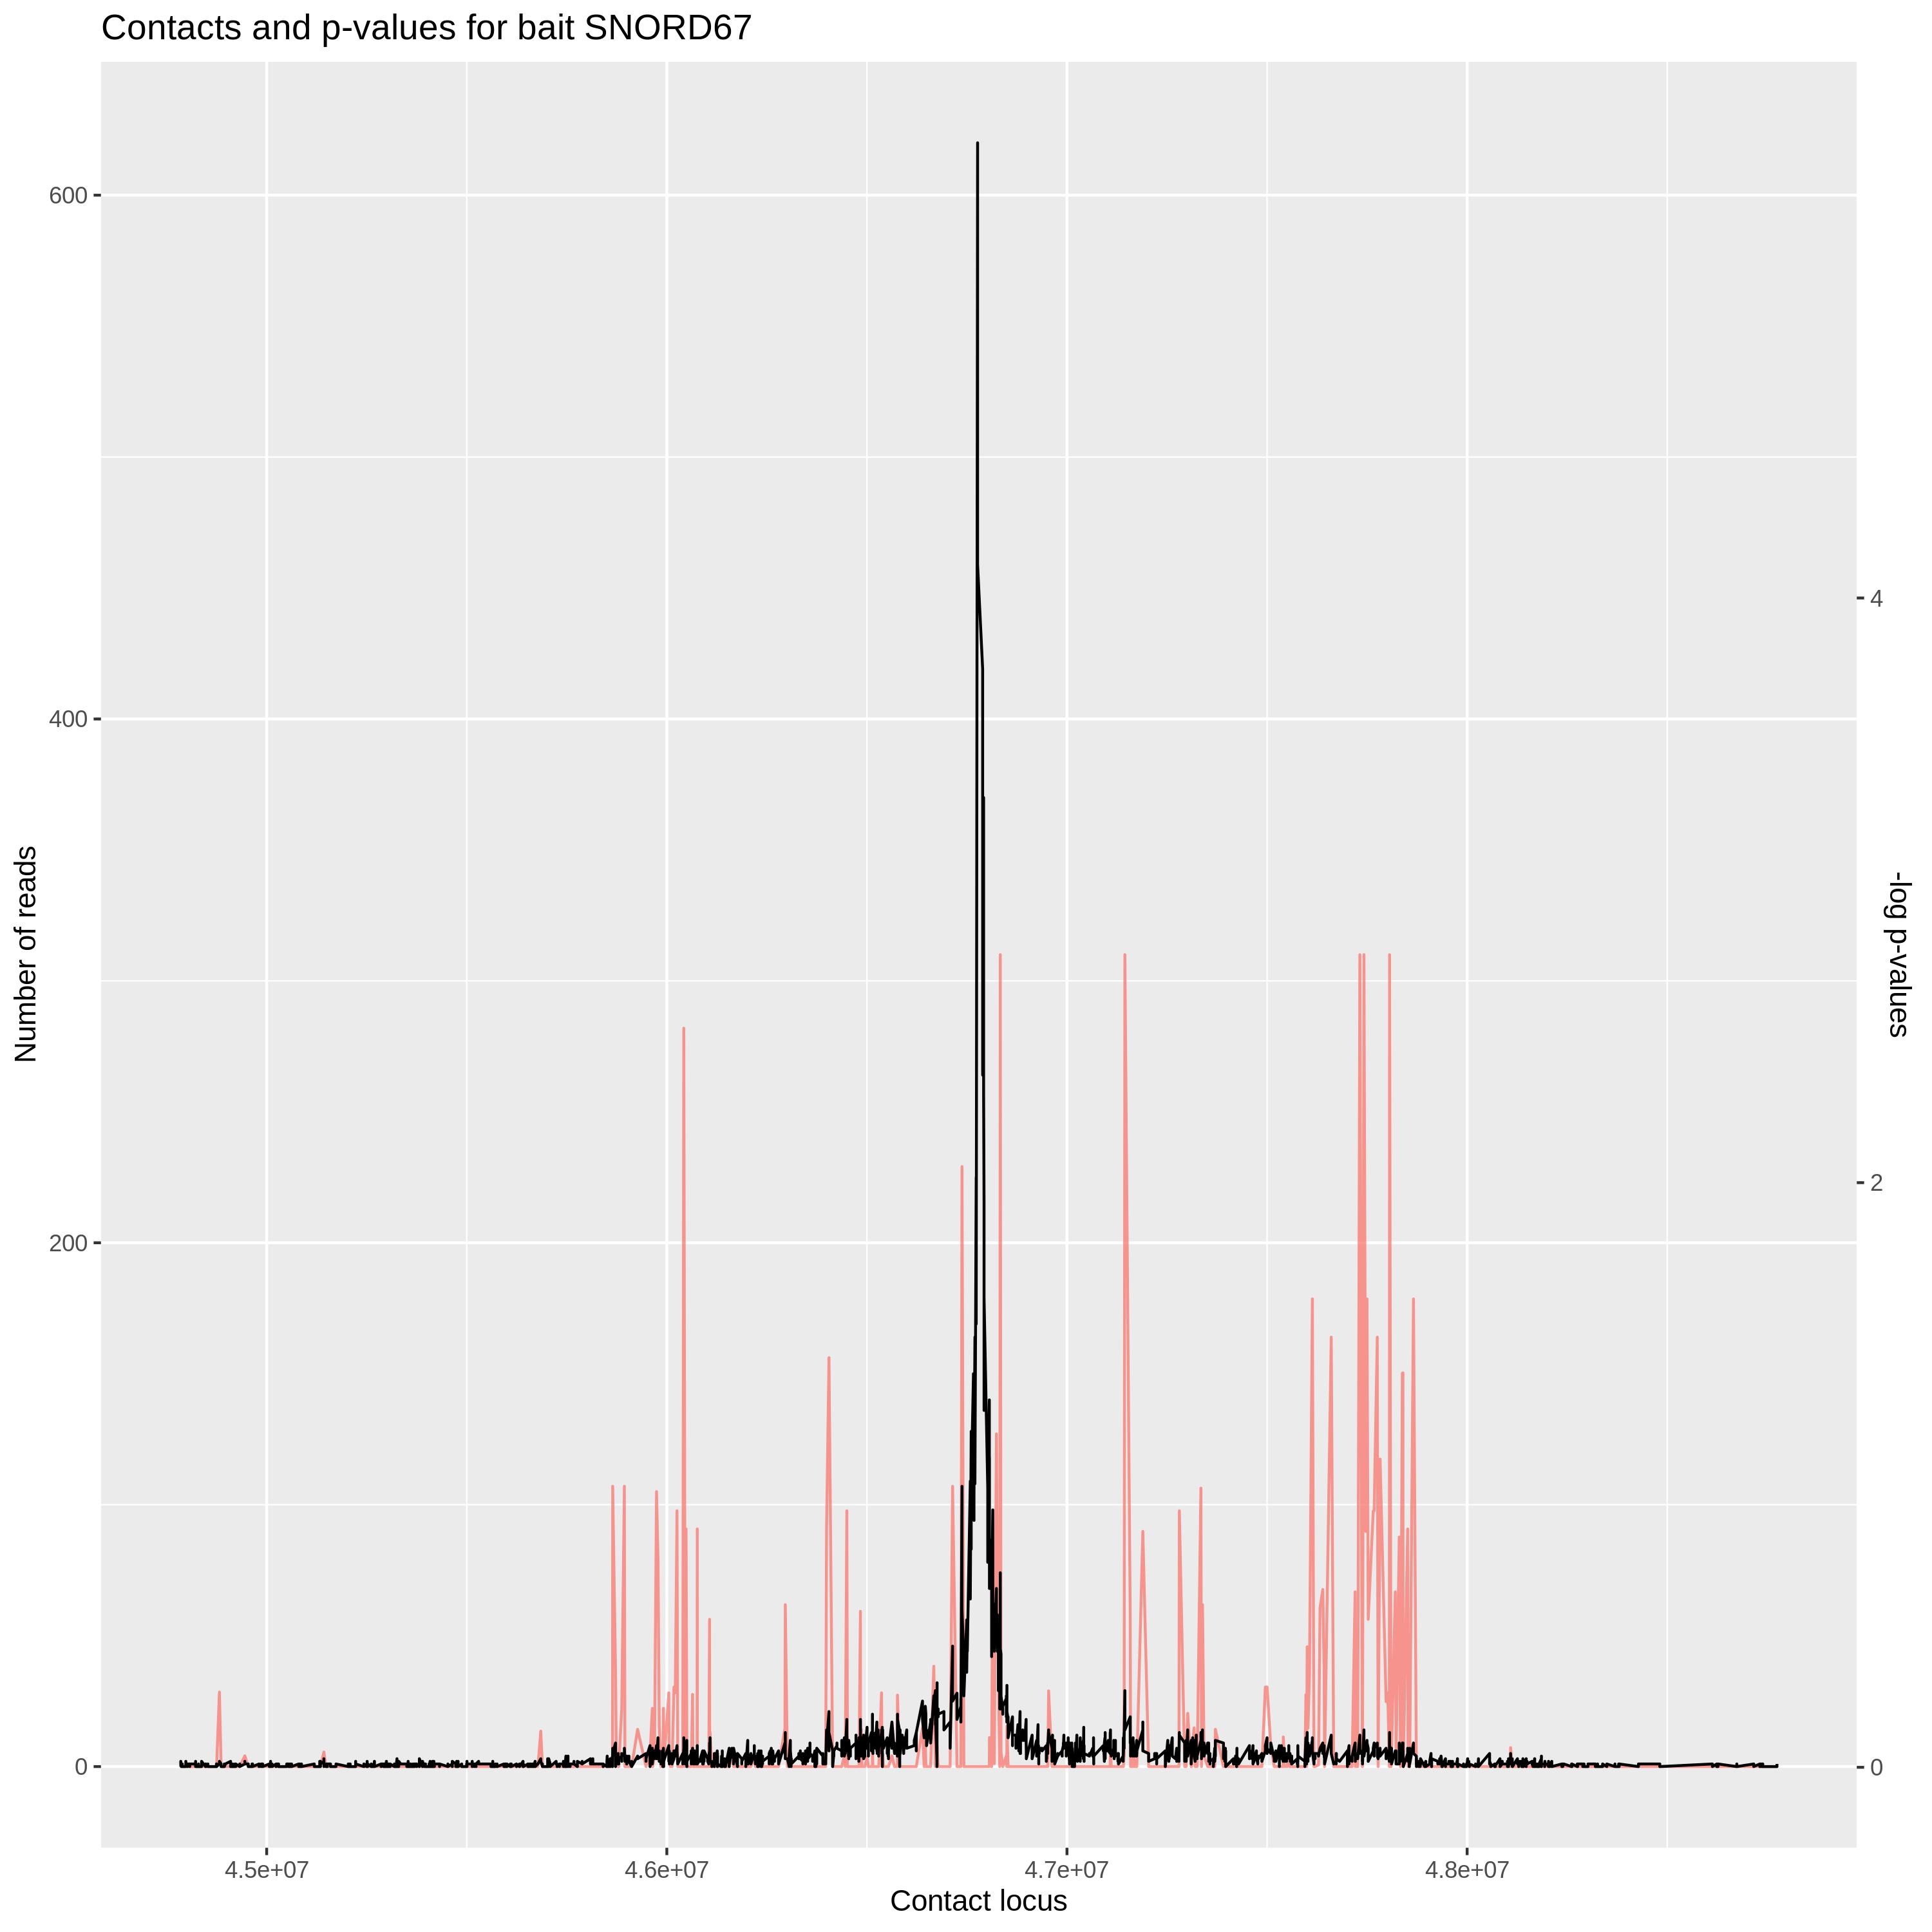 Contacts and p-values for bait SNORD67
600
400
200
0
Number of reads
4
2
0
-log p-values
4.5e+07
4.6e+07
4.7e+07
4.8e+07
Contact locus